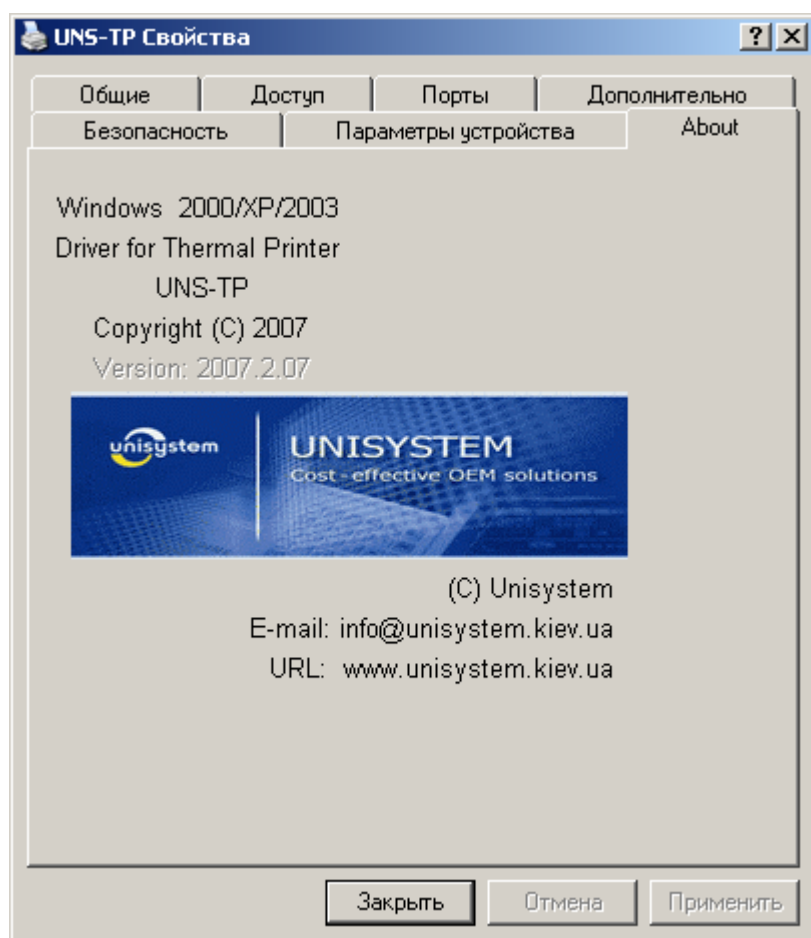 UNS-TP Свойства
Общие Доступ Порты Дополнительно
Безопасность Параметры устройства About
Windows 2000/XP/2003
Driver for Thermal Printer
UNS-TP
Copyright (C) 2007
Version: 2007.2.07
unisystem
UNISYSTEM
Cost-effective OEM solutions
(C) Unisystem
E-mail: info@unisystem.kiev.ua
URL: www.unisystem.kiev.ua
Закрыть Отмена Применить